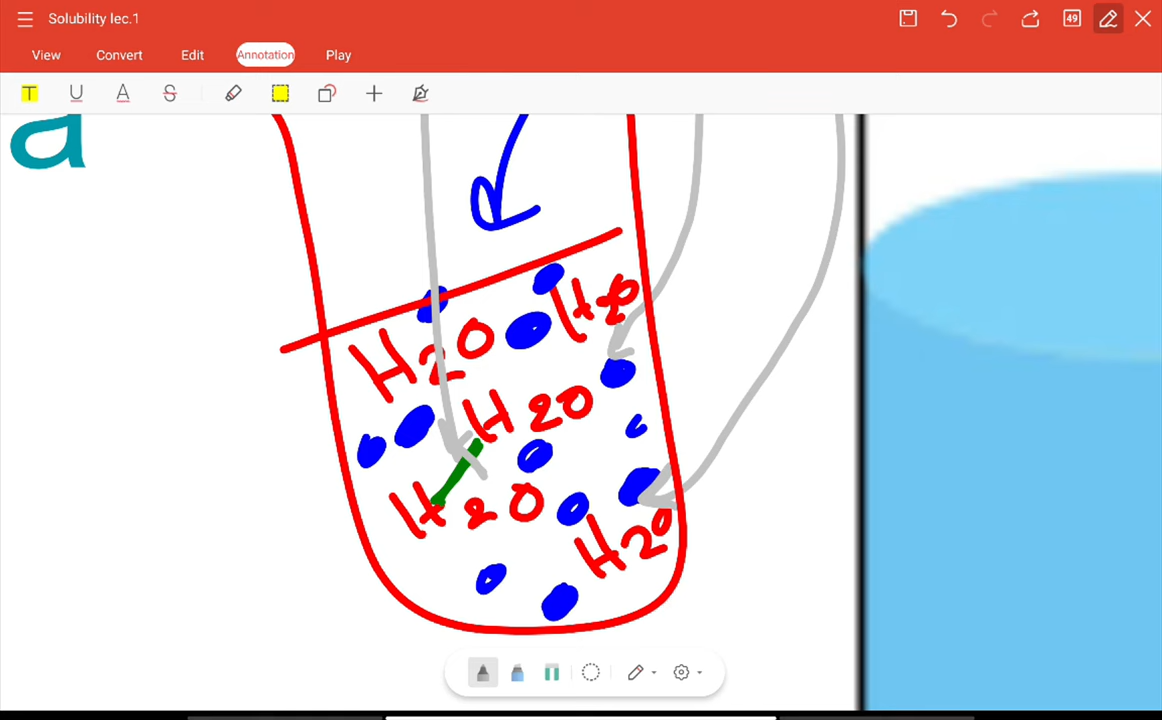 Solubility lec.1
49
View Convert Edit Annotation Play
T U A S
a
H2O
H2O
H2O
H2O
H2O